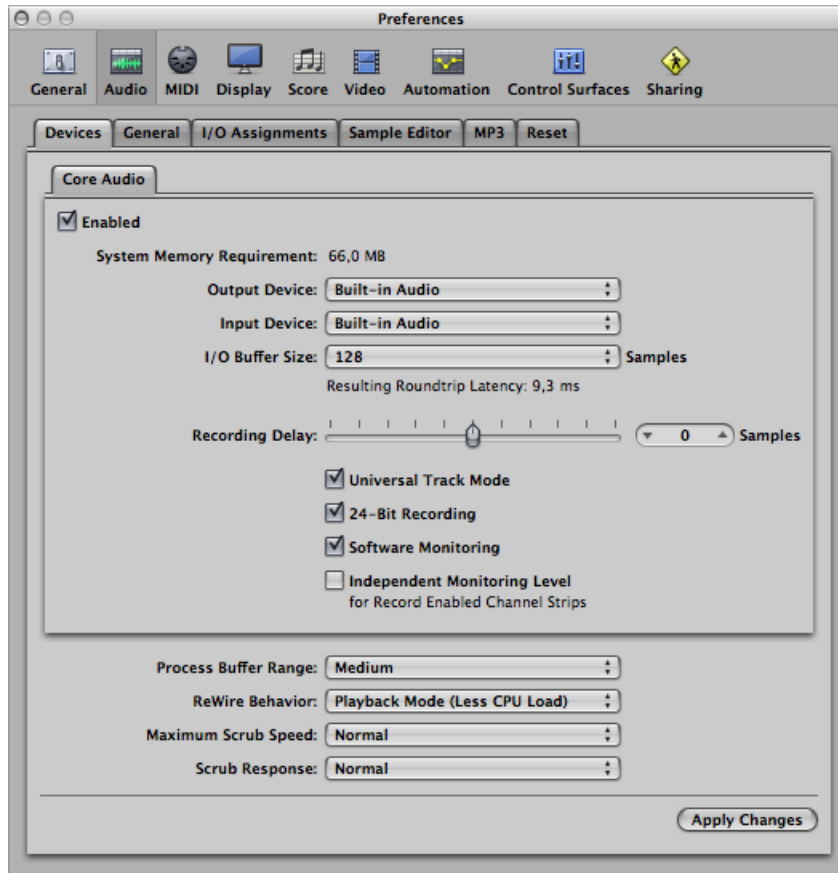 Preferences
General Audio MIDI Display Score Video Automation Control Surfaces Sharing
Devices General I/O Assignments Sample Editor MP3 Reset
Core Audio
Enabled
System Memory Requirement: 66,0 MB
Output Device: Built-in Audio
Input Device: Built-in Audio
I/O Buffer Size: 128 Samples
Resulting Roundtrip Latency: 9,3 ms
Recording Delay: 0 Samples
Universal Track Mode
24-Bit Recording
Software Monitoring
Independent Monitoring Level
for Record Enabled Channel Strips
Process Buffer Range: Medium
ReWire Behavior: Playback Mode (Less CPU Load)
Maximum Scrub Speed: Normal
Scrub Response: Normal
Apply Changes